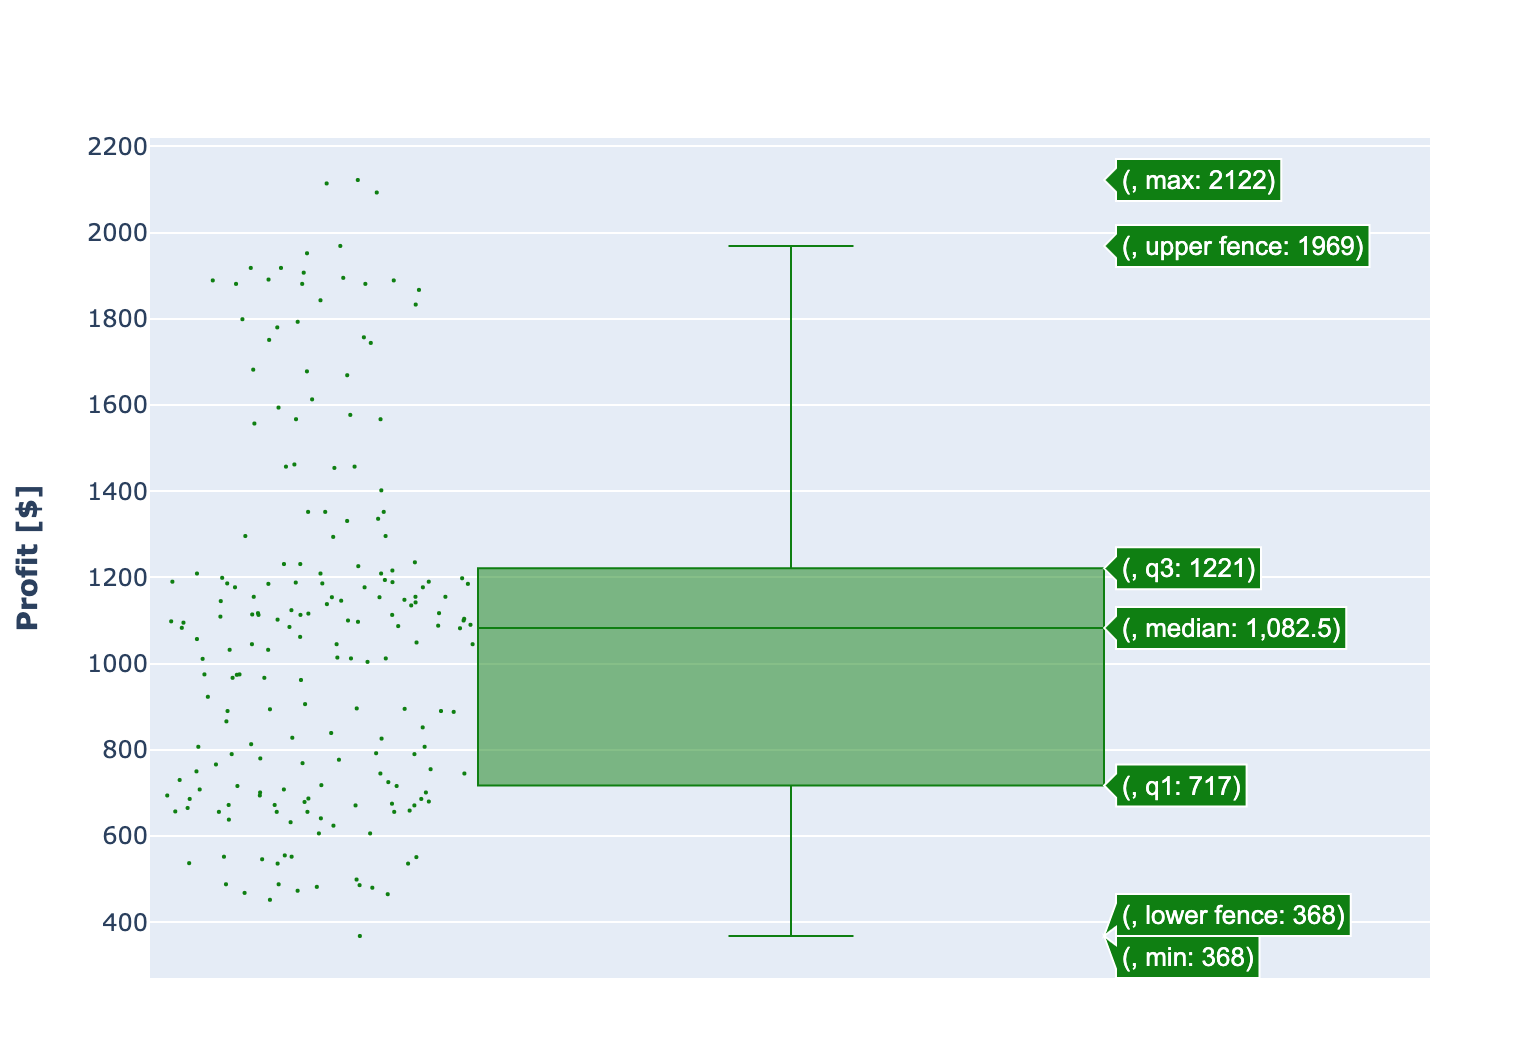 2200
2000
1800
1600
1400
1200
1000
800
600
400
Profit [$]
(, max: 2122)
(, upper fence: 1969)
(, q3: 1221)
(, median: 1,082.5)
(, q1: 717)
(, lower fence: 368)
(, min: 368)